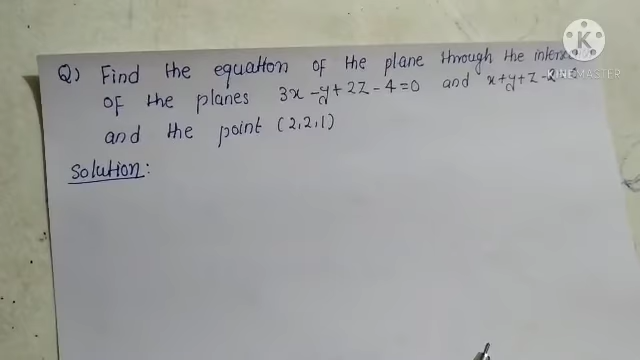 Q) Find the equation of the plane through the
of the planes 3x - y + 2z - 4 = 0 and x + y + z - 2
and the point (2, 2, 1)
Solution:
K
KINEMASTER